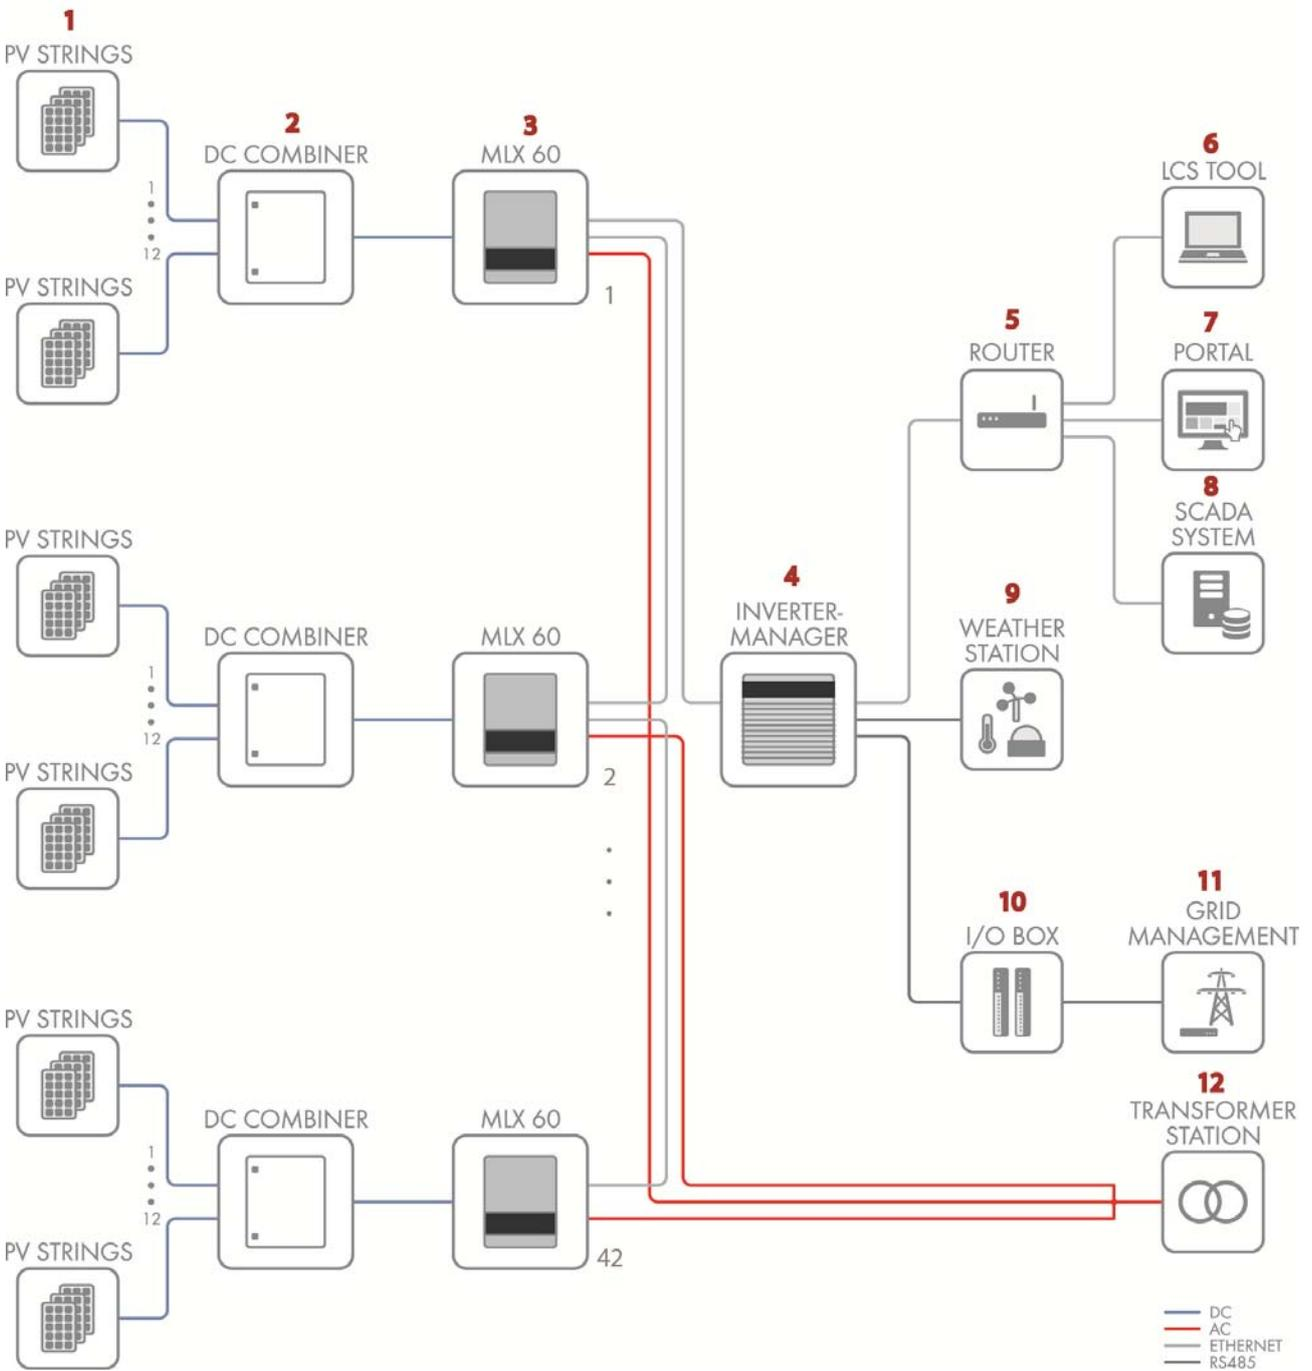 1
PV STRINGS
2
DC COMBINER
3
MLX 60
1
12
PV STRINGS
1
6
LCS TOOL
5
ROUTER
7
PORTAL
8
SCADA
SYSTEM
PV STRINGS
DC COMBINER
MLX 60
1
12
PV STRINGS
2
4
INVERTER-
MANAGER
9
WEATHER
STATION
10
I/O BOX
11
GRID
MANAGEMENT
PV STRINGS
DC COMBINER
MLX 60
1
12
PV STRINGS
42
12
TRANSFORMER
STATION
DC
AC
ETHERNET
RS485